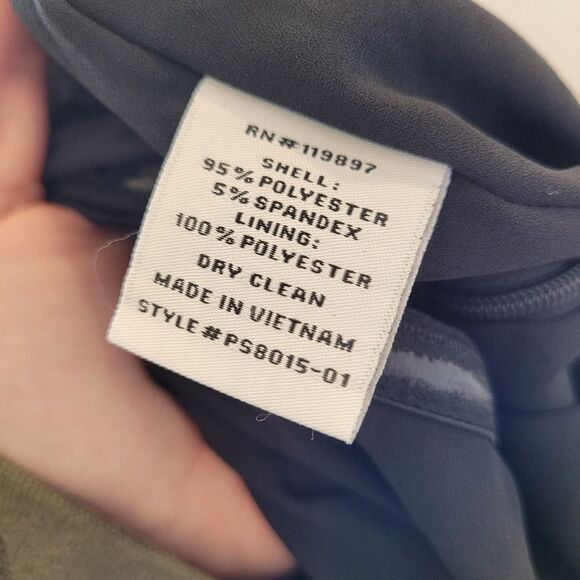 RN#119897
SHELL:
95% POLYESTER
5% SPANDEX
LINING:
100% POLYESTER
DRY CLEAN
MADE IN VIETNAM
STYLE #PS8015-01